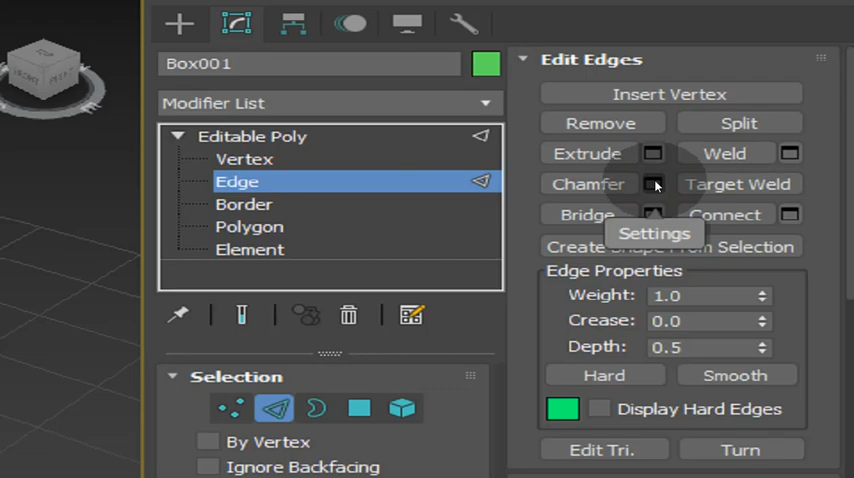 Box001
Modifier List
Editable Poly
Vertex
Edge
Border
Polygon
Element
Selection
By Vertex
Ignore Backfacing
Edit Edges
Insert Vertex
Remove Split
Extrude Weld
Chamfer Target Weld
Bridge Connect
Settings
Create Shape From Selection
Edge Properties
Weight: 1.0
Crease: 0.0
Depth: 0.5
Hard Smooth
Display Hard Edges
Edit Tri. Turn